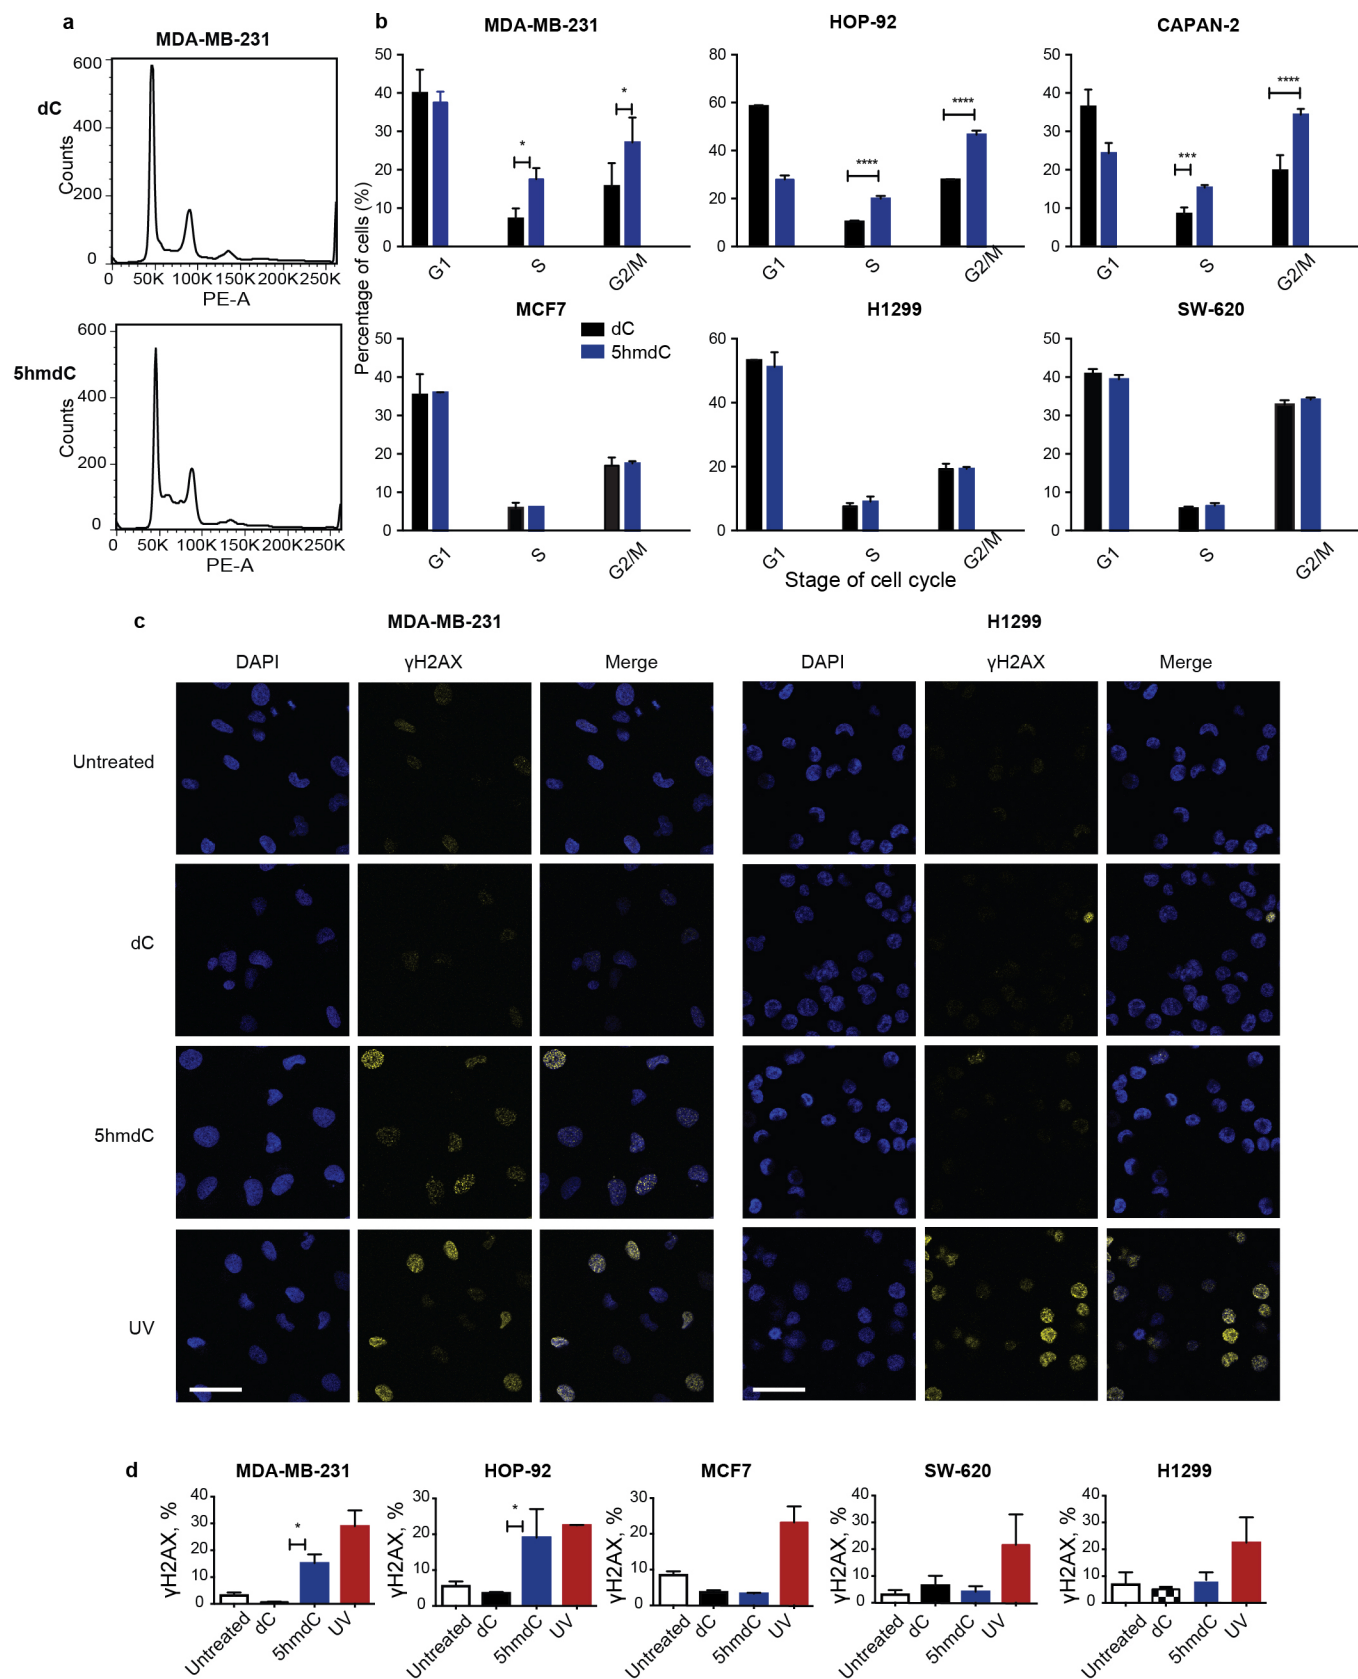 a
MDA-MB-231
dC
Counts
600
400
200
0
0 50K 100K 150K 200K 250K
PE-A
5hmdC
Counts
600
400
200
0
0 50K 100K 150K 200K 250K
PE-A
b
Percentage of cells (%)
MDA-MB-231
50
40
30
20
10
0
*
*
G1 S G2/M
HOP-92
80
60
40
20
0
****
****
G1 S G2/M
CAPAN-2
50
40
30
20
10
0
***
****
G1 S G2/M
MCF7
dC
5hmdC
50
40
30
20
10
0
G1 S G2/M
H1299
60
40
20
0
G1 S G2/M
SW-620
50
40
30
20
10
0
G1 S G2/M
Stage of cell cycle
c
MDA-MB-231 H1299
DAPI γH2AX Merge DAPI γH2AX Merge
Untreated
dC
5hmdC
UV
d
MDA-MB-231
γH2AX, %
40
30
20
10
0
*
Untreated dC 5hmdC UV
HOP-92
γH2AX, %
30
20
10
0
*
Untreated dC 5hmdC UV
MCF7
γH2AX, %
30
20
10
0
Untreated dC 5hmdC UV
SW-620
γH2AX, %
40
30
20
10
0
Untreated dC 5hmdC UV
H1299
γH2AX, %
40
30
20
10
0
Untreated dC 5hmdC UV